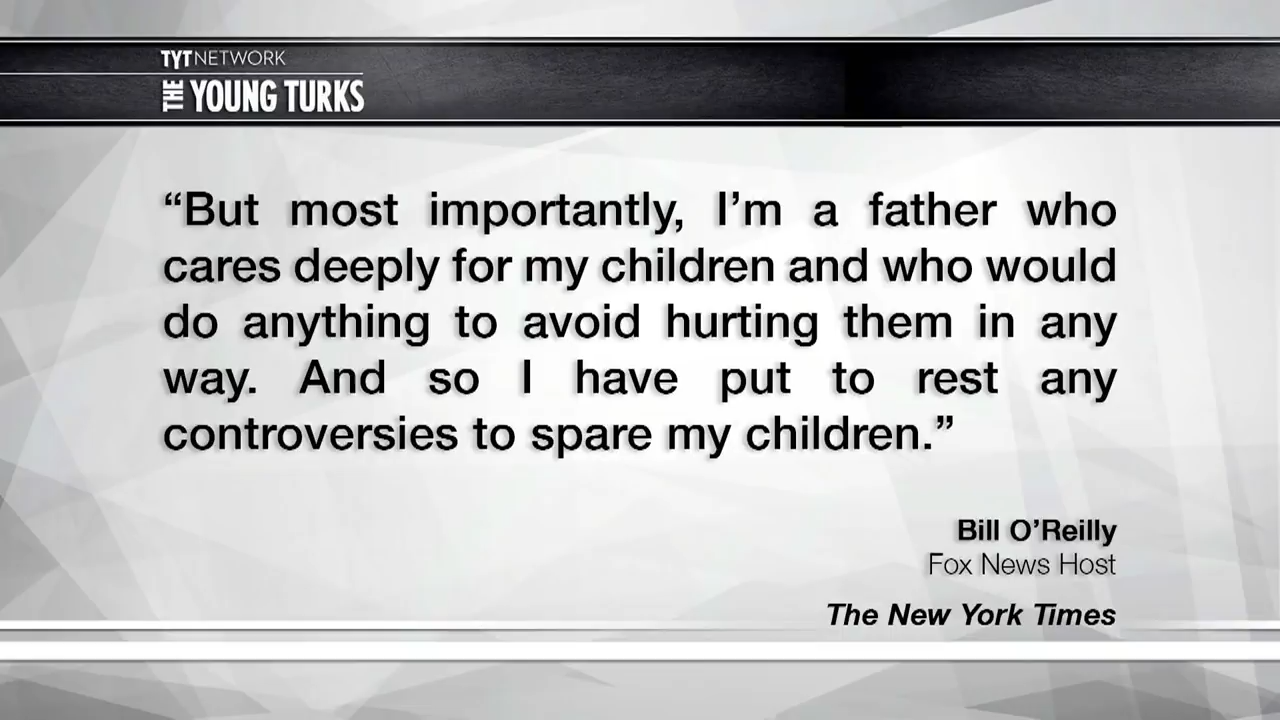 TYT NETWORK
THE YOUNG TURKS
“But most importantly, I’m a father who
cares deeply for my children and who would
do anything to avoid hurting them in any
way. And so I have put to rest any
controversies to spare my children.”
Bill O’Reilly
Fox News Host
The New York Times